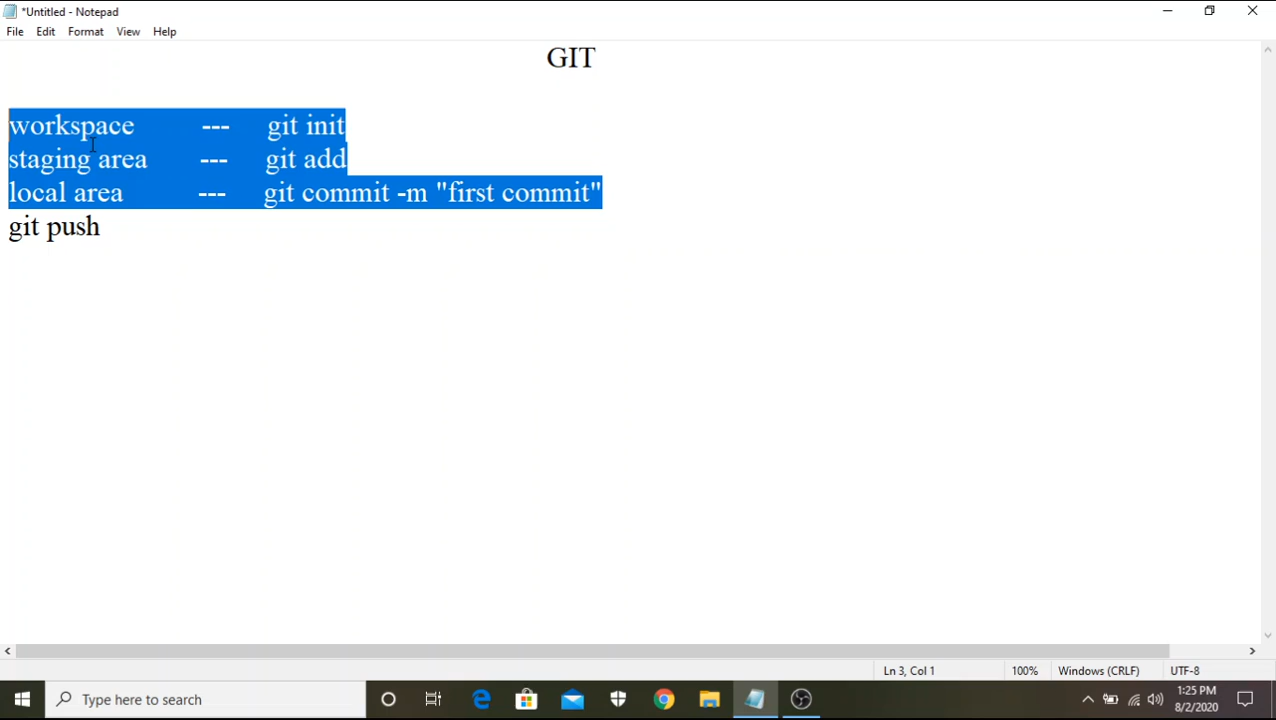 *Untitled - Notepad
File Edit Format View Help
GIT
workspace --- git init
staging area --- git add
local area --- git commit -m "first commit"
git push
Ln 3, Col 1 100% Windows (CRLF) UTF-8
Type here to search
1:25 PM
8/2/2020